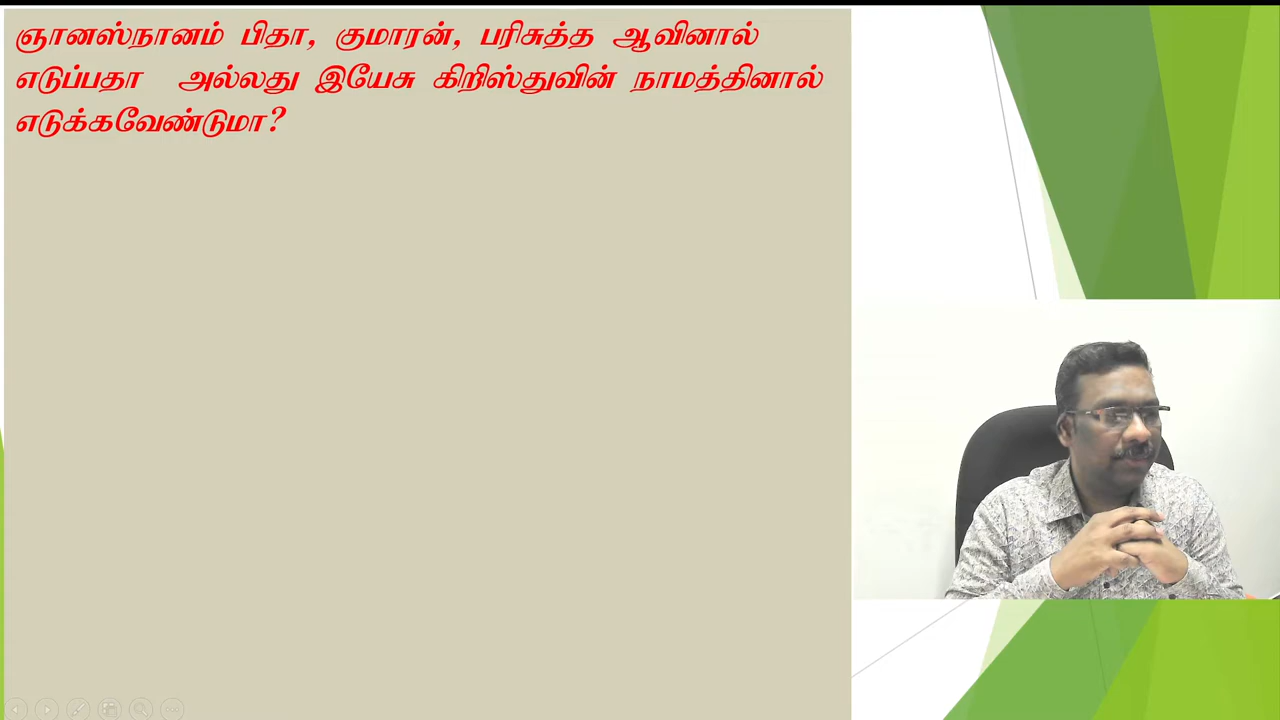 ஞானஸ்நானம் பிதா, குமாரன், பரிசுத்த ஆவினால்
எடுப்பதா அல்லது இயேசு கிறிஸ்துவின் நாமத்தினால்
எடுக்கவேண்டுமா?